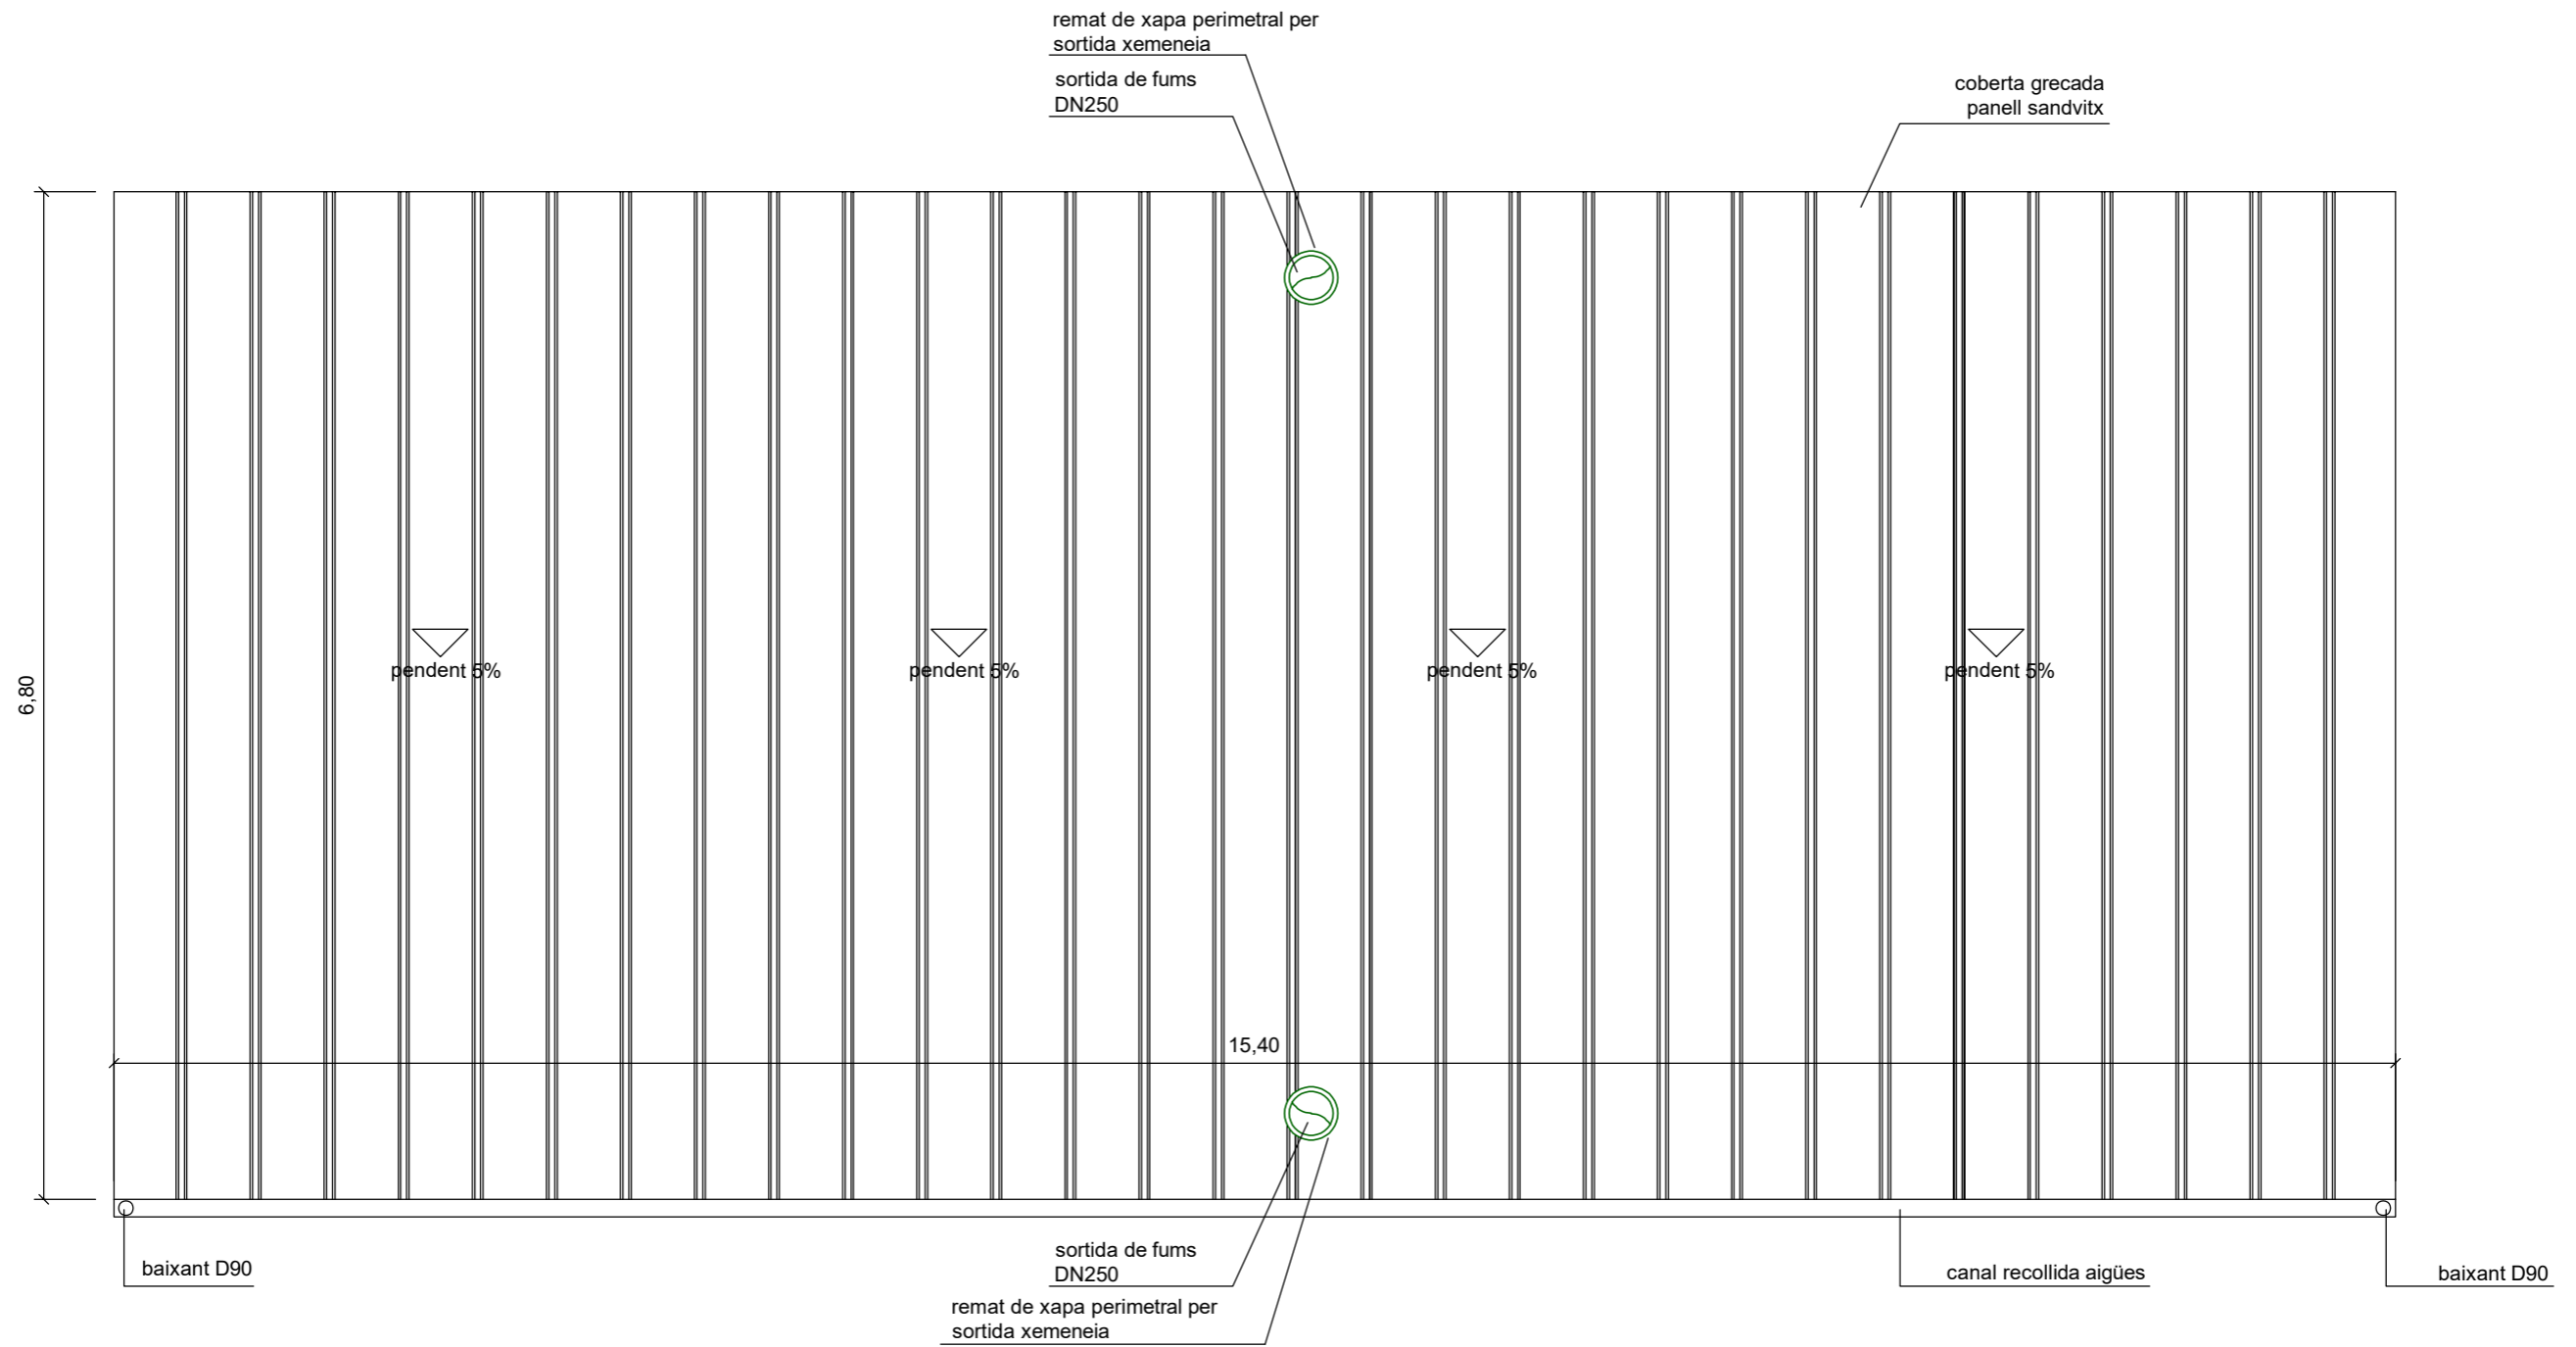 remat de xapa perimetral per
sortida xemeneia
sortida de fums
DN250
coberta grecada
panell sandvitx
pendent 5%
pendent 5%
pendent 5%
pendent 5%
6,80
15,40
sortida de fums
DN250
baixant D90
canal recollida aigües
baixant D90
remat de xapa perimetral per
sortida xemeneia